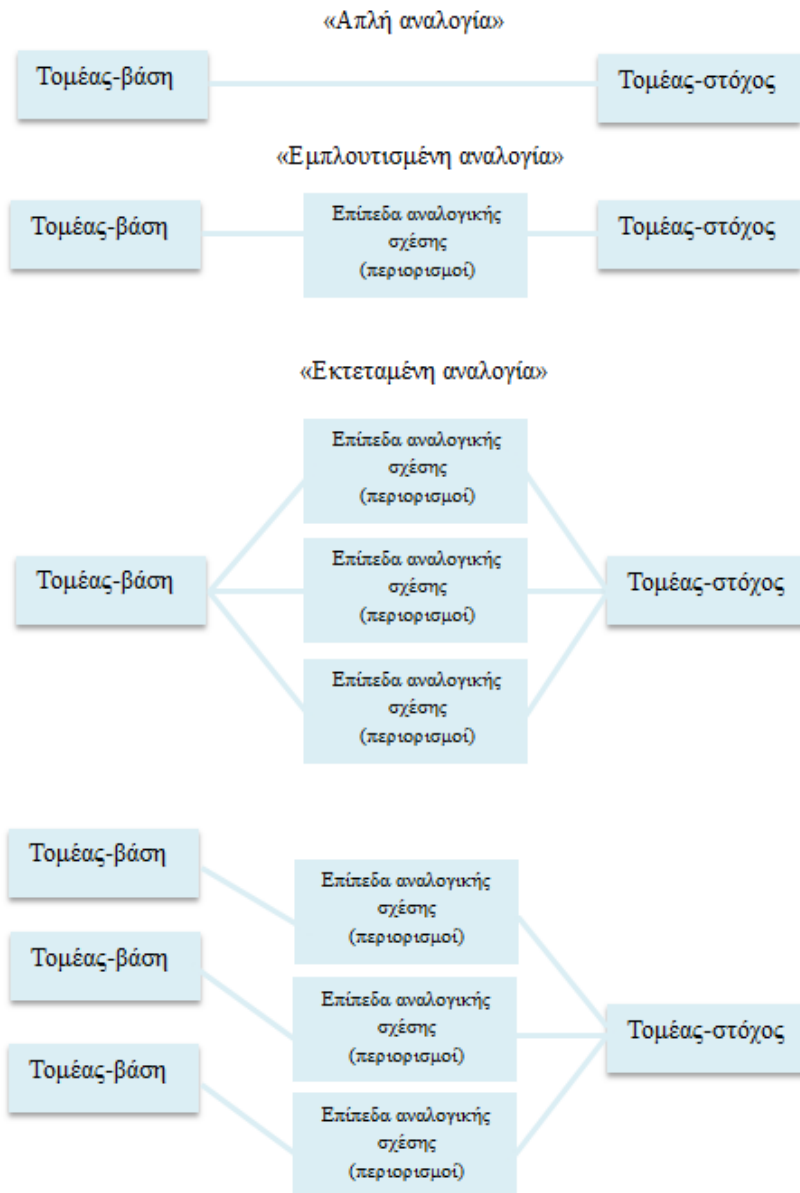 «Απλή αναλογία»
Τομέας-βάση
Τομέας-στόχος
«Εμπλουτισμένη αναλογία»
Τομέας-βάση
Επίπεδα αναλογικής
σχέσης
(περιορισμοί)
Τομέας-στόχος
«Εκτεταμένη αναλογία»
Τομέας-βάση
Επίπεδα αναλογικής
σχέσης
(περιορισμοί)
Επίπεδα αναλογικής
σχέσης
(περιορισμοί)
Επίπεδα αναλογικής
σχέσης
(περιορισμοί)
Τομέας-στόχος
Τομέας-βάση
Τομέας-βάση
Τομέας-βάση
Επίπεδα αναλογικής
σχέσης
(περιορισμοί)
Επίπεδα αναλογικής
σχέσης
(περιορισμοί)
Επίπεδα αναλογικής
σχέσης
(περιορισμοί)
Τομέας-στόχος